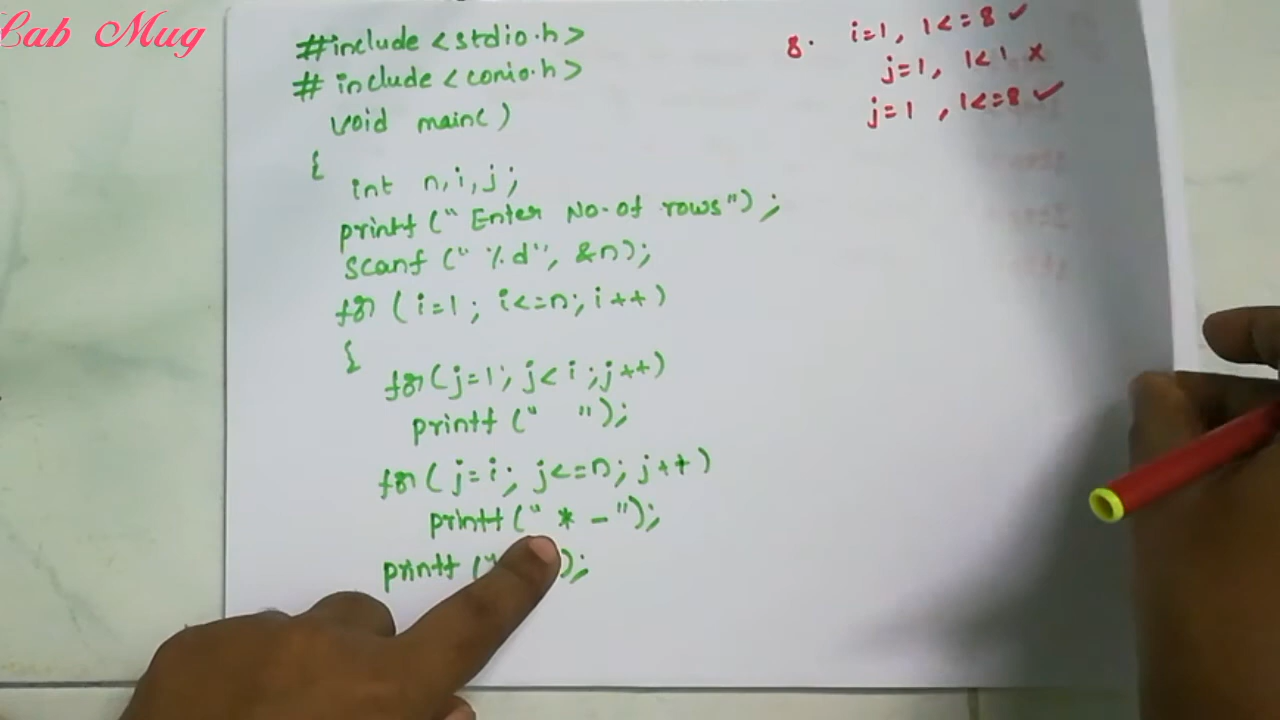 Lab Mug
#include <stdio.h>
# include <conio.h>
void main()
{
int n,i,j;
printf (" Enter No.of rows");
scanf (" %d", &n);
for (i=1; i<=n; i++)
{
for(j=1; j<i; j++)
printf (" ");
for( j=i; j<=n; j++)
printf (" * -");
printf (" );
8. i=1, 1<=8 ✓
j=1, 1<1 x
j=1, 1<=8 ✓